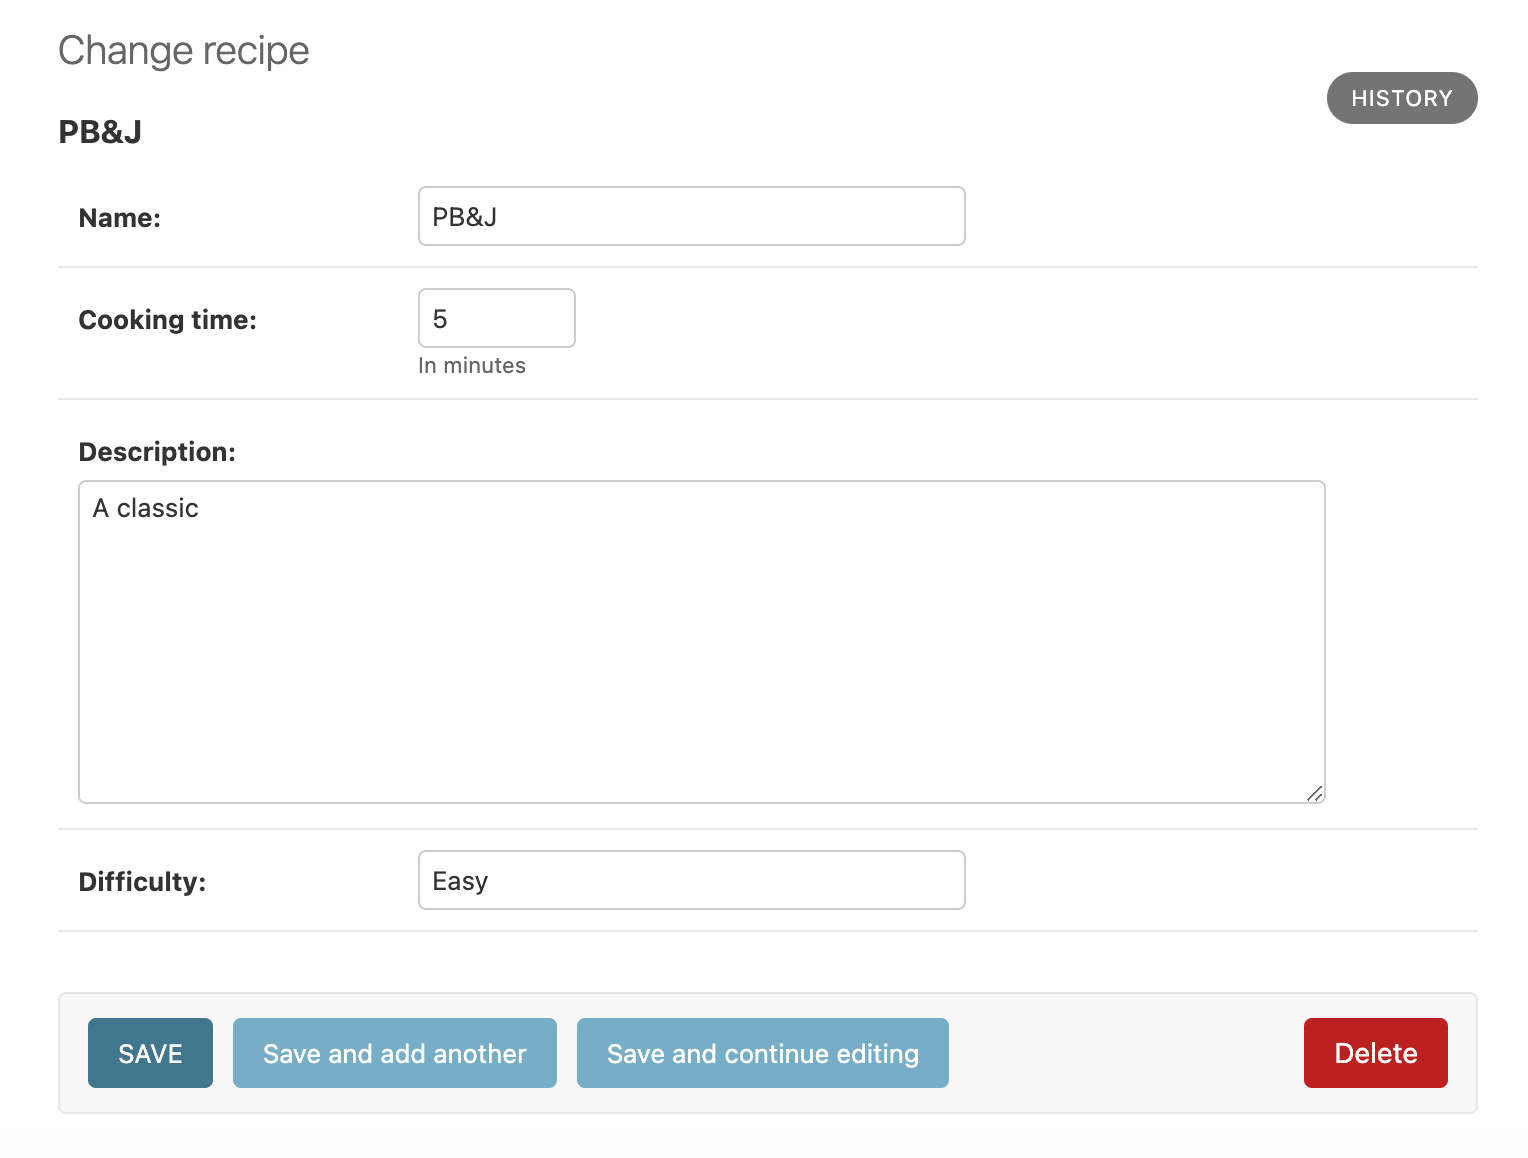 Change recipe
HISTORY
PB&J
Name:
PB&J
Cooking time:
5
In minutes
Description:
A classic
Difficulty:
Easy
SAVE
Save and add another
Save and continue editing
Delete